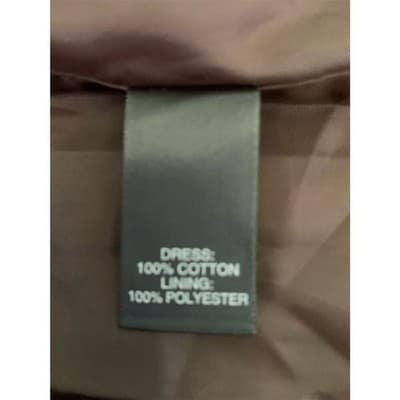 DRESS:
100% COTTON
LINING:
100% POLYESTER